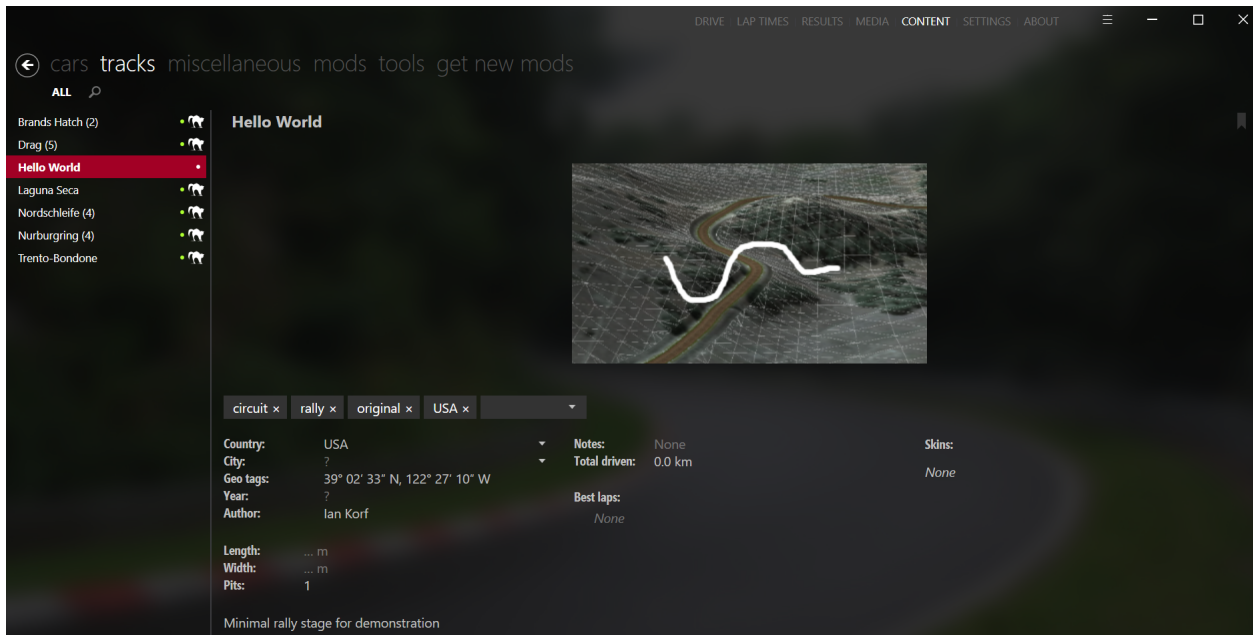 DRIVE LAP TIMES RESULTS MEDIA CONTENT SETTINGS ABOUT
cars tracks miscellaneous mods tools get new mods
ALL
Brands Hatch (2)
Drag (5)
Hello World
Laguna Seca
Nordschleife (4)
Nurburgring (4)
Trento-Bondone
Hello World
circuit × rally × original × USA ×
Country: USA
City: ?
Geo tags: 39° 02' 33" N, 122° 27' 10" W
Year: ?
Author: Ian Korf
Length: ... m
Width: ... m
Pits: 1
Notes: None
Total driven: 0.0 km
Best laps:
None
Skins:
None
Minimal rally stage for demonstration